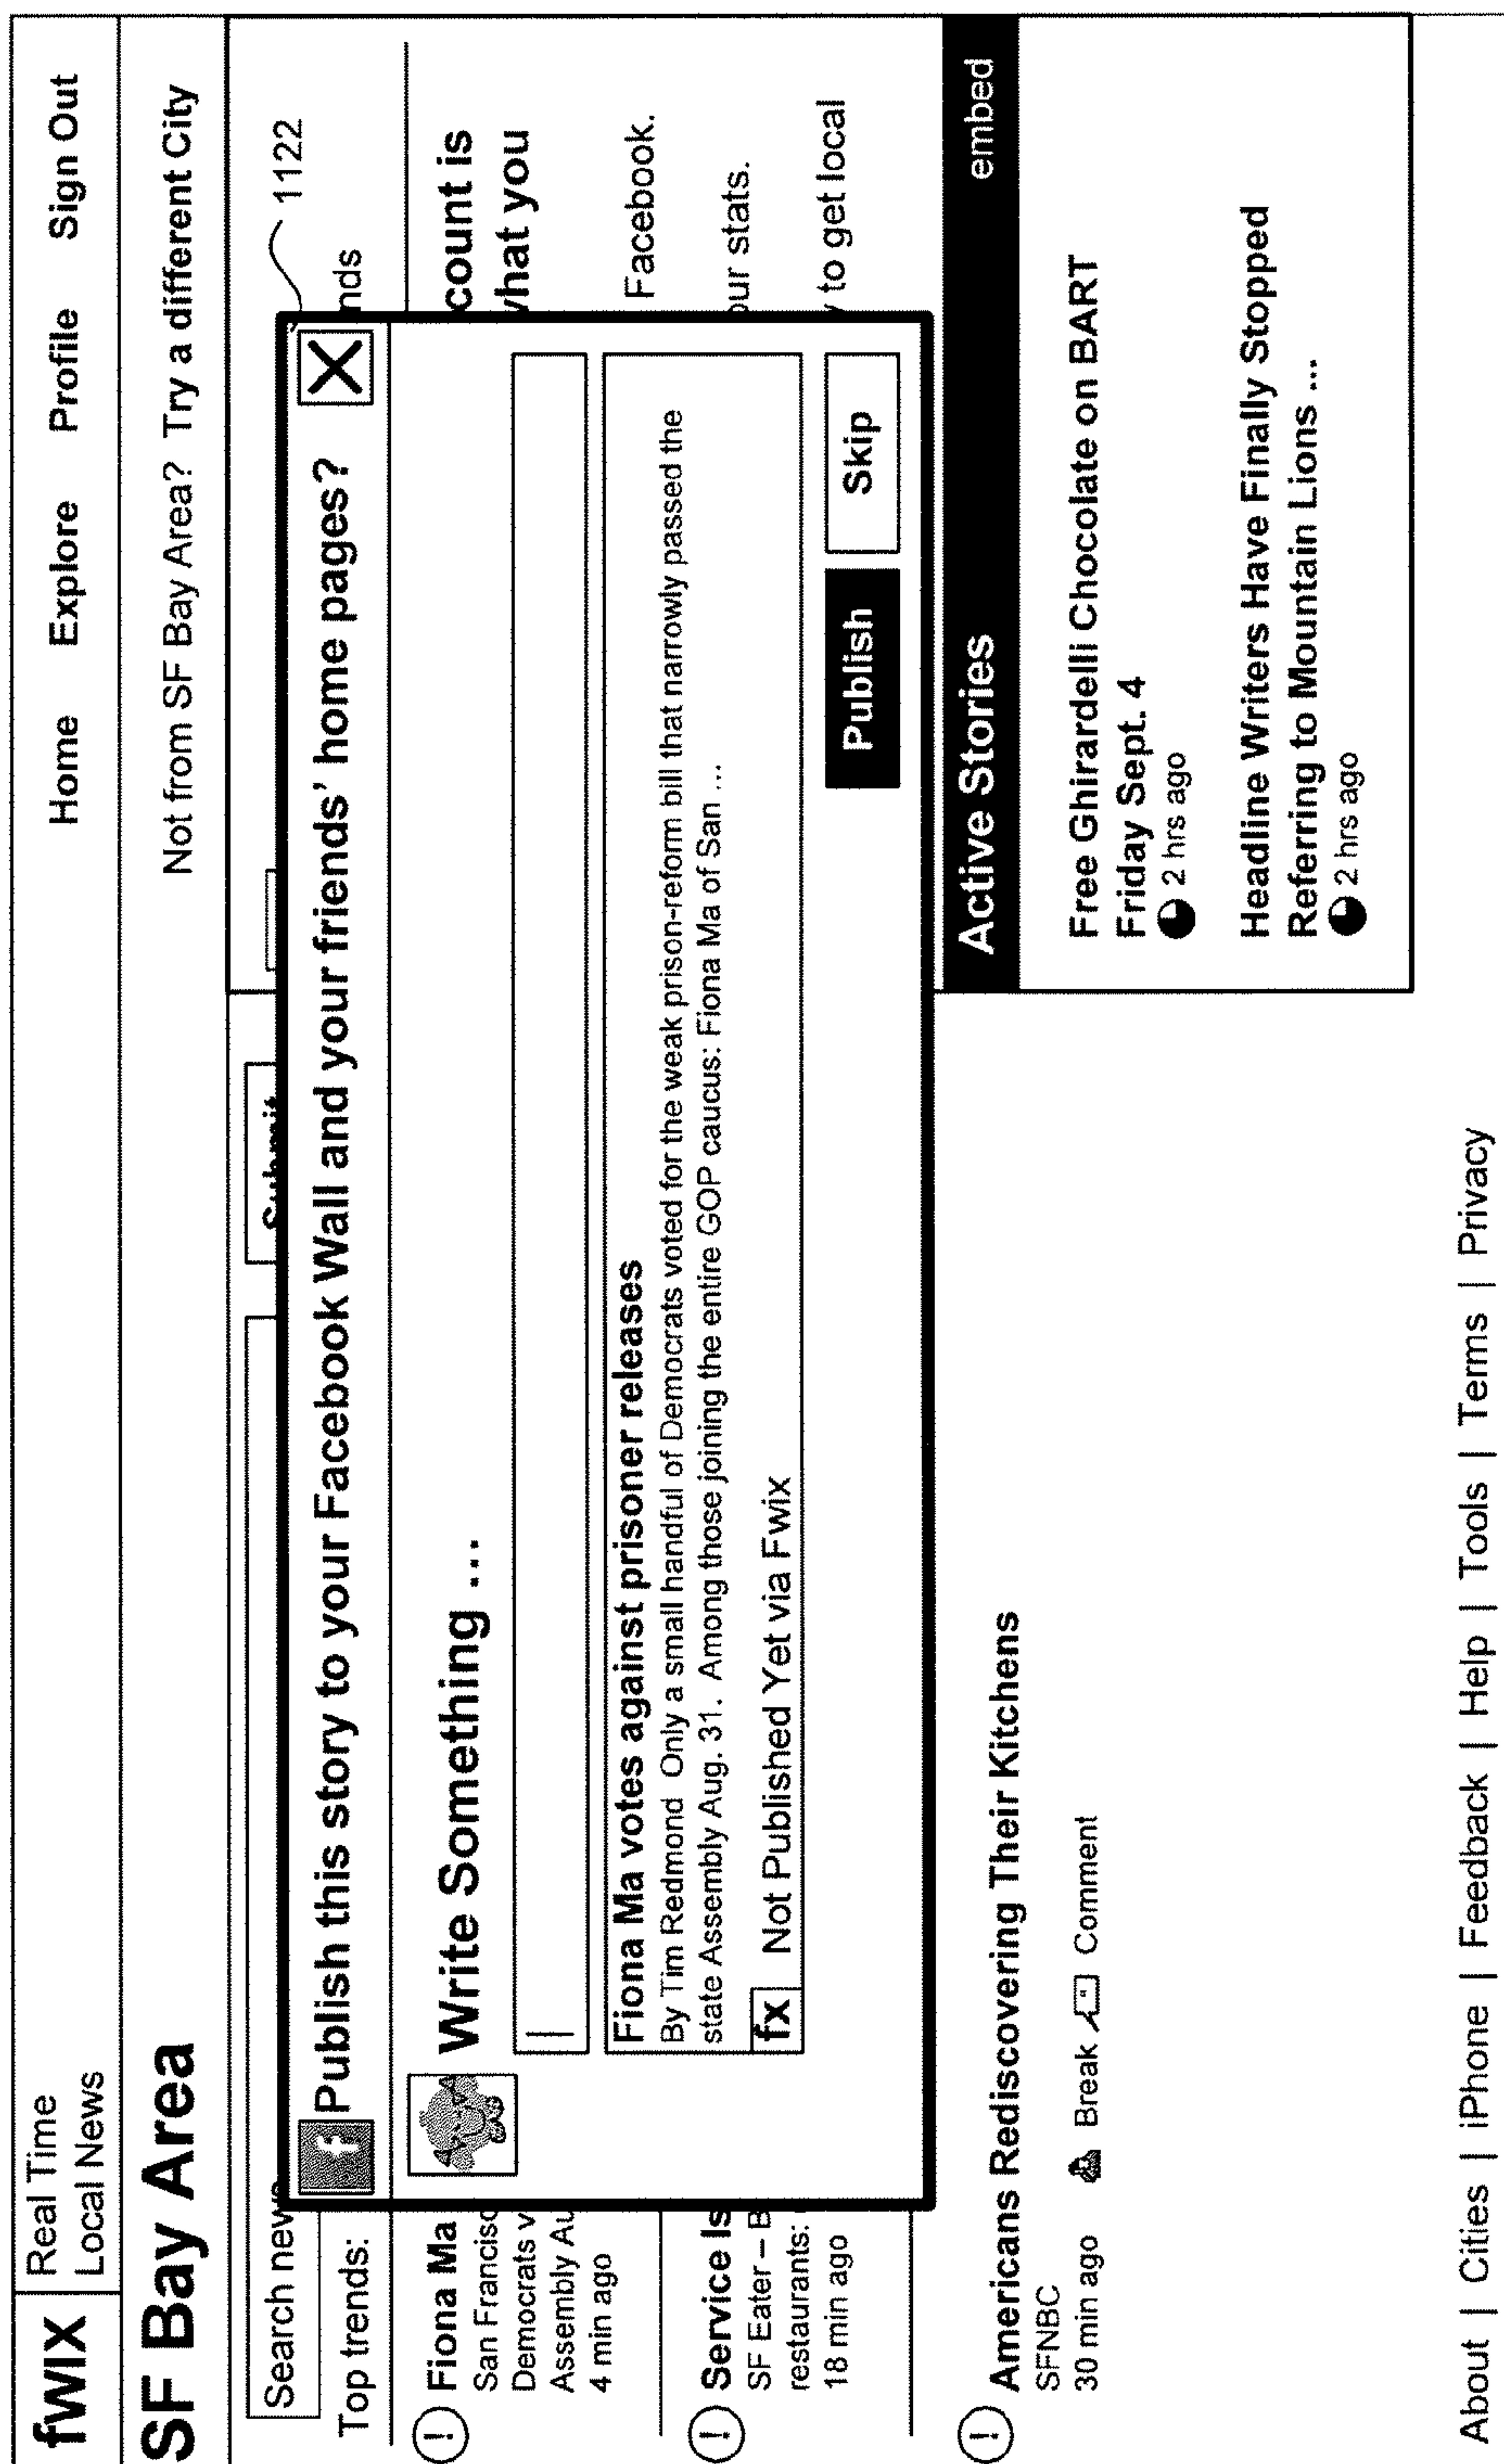 fwix
Real Time
Local News
Home Explore Profile Sign Out
SF Bay Area
Not from SF Bay Area? Try a different City
Search news
Submit
Top trends:
nds
1122
Publish this story to your Facebook Wall and your friends' home pages?
X
Write Something ...
Fiona Ma votes against prisoner releases
By Tim Redmond Only a small handful of Democrats voted for the weak prison-reform bill that narrowly passed the
state Assembly Aug. 31. Among those joining the entire GOP caucus: Fiona Ma of San ...
fx Not Published Yet via Fwix
Publish Skip
! Fiona Ma
San Francisc
Democrats v
Assembly Au
4 min ago
! Service Is
SF Eater – B
restaurants:
18 min ago
count is
what you
Facebook.
our stats.
to get local
! Americans Rediscovering Their Kitchens
SFNBC
30 min ago Break Comment
Active Stories embed
Free Ghirardelli Chocolate on BART
Friday Sept. 4
2 hrs ago
Headline Writers Have Finally Stopped
Referring to Mountain Lions ...
2 hrs ago
About | Cities | iPhone | Feedback | Help | Tools | Terms | Privacy